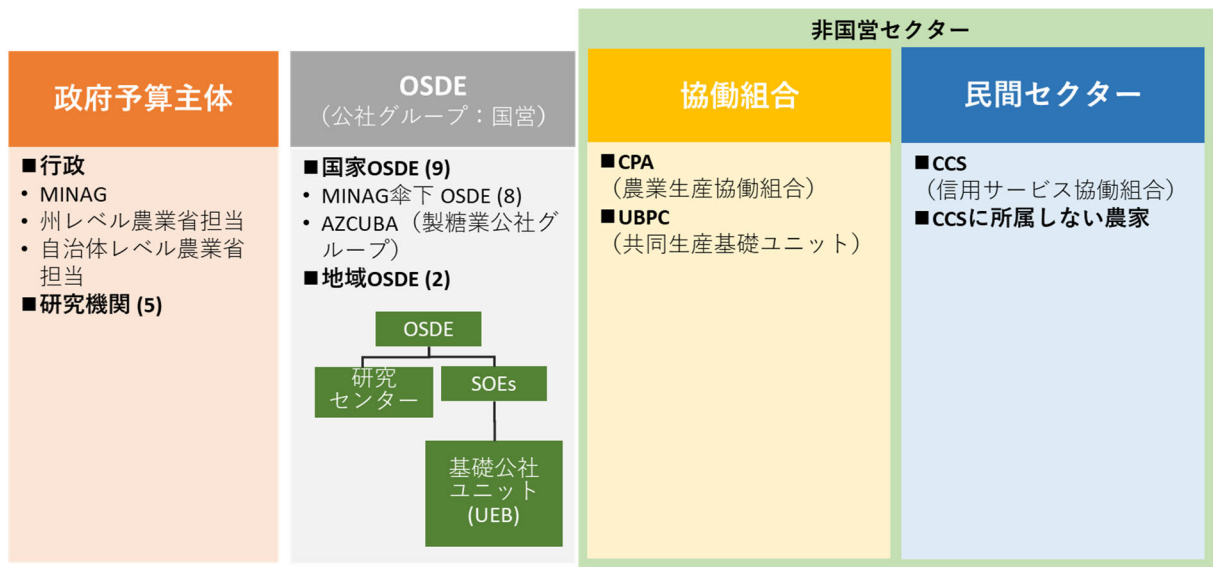 政府予算主体
■行政
• MINAG
• 州レベル農業省担当
• 自治体レベル農業省
担当
■研究機関 (5)
OSDE
（公社グループ：国営）
■国家OSDE (9)
• MINAG傘下 OSDE (8)
• AZCUBA（製糖業公社グ
ループ）
■地域OSDE (2)
OSDE
研究
センター
SOEs
基礎公社
ユニット
(UEB)
非国営セクター
協働組合
■CPA
（農業生産協働組合）
■UBPC
（共同生産基礎ユニット）
民間セクター
■CCS
（信用サービス協働組合）
■CCSに所属しない農家